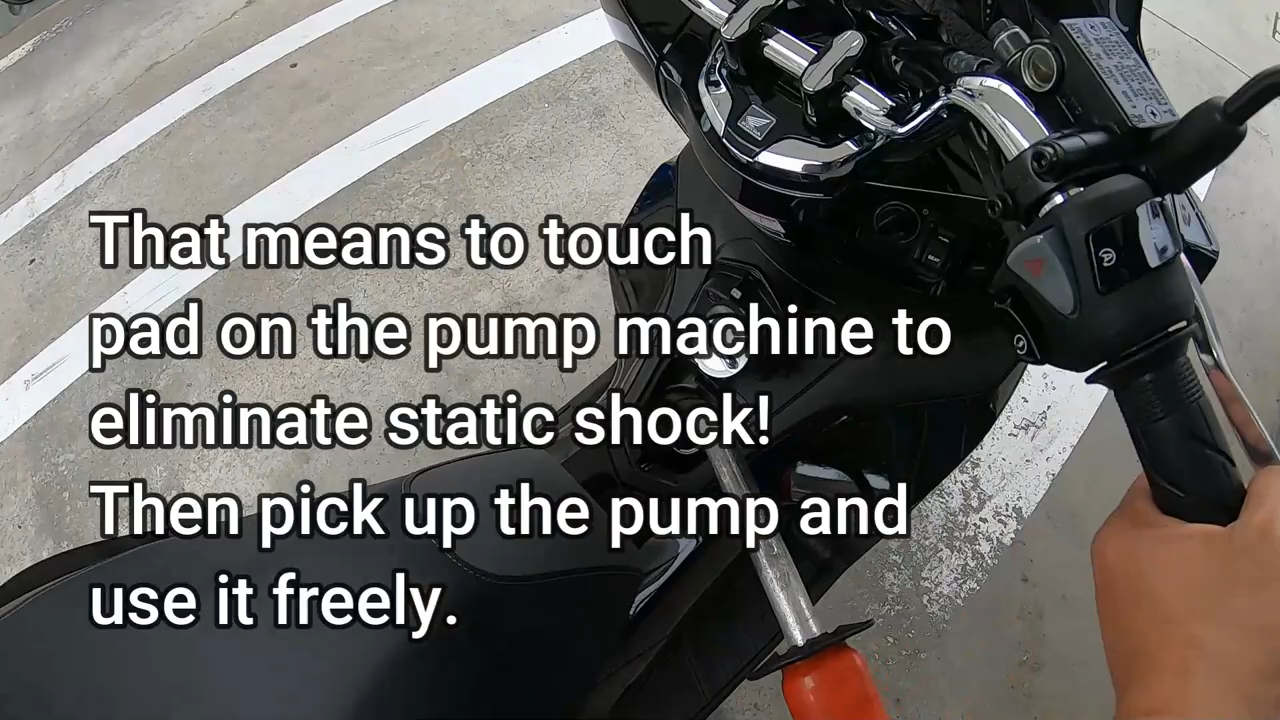 That means to touch
pad on the pump machine to
eliminate static shock!
Then pick up the pump and
use it freely.